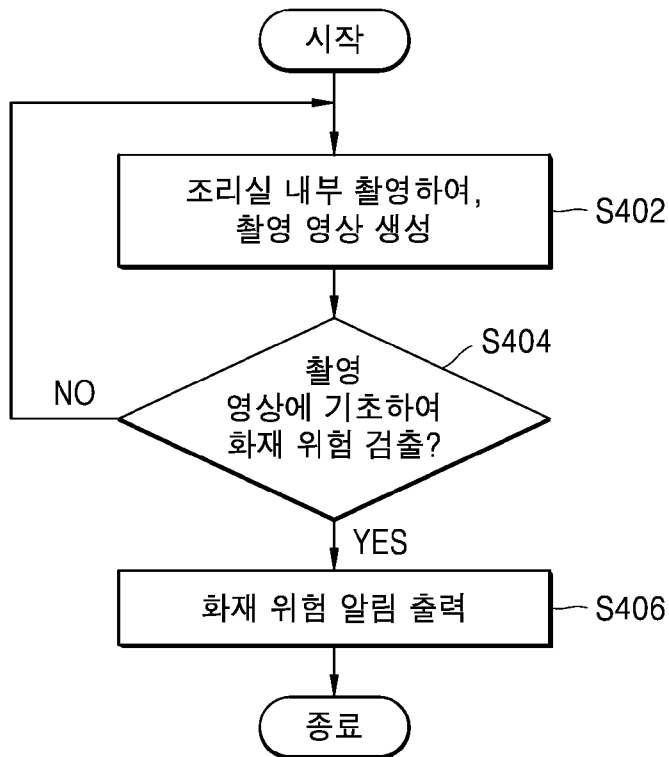 시작
조리실 내부 촬영하여,
촬영 영상 생성
S402
S404
촬영
영상에 기초하여
화재 위험 검출?
NO
YES
화재 위험 알림 출력
S406
종료